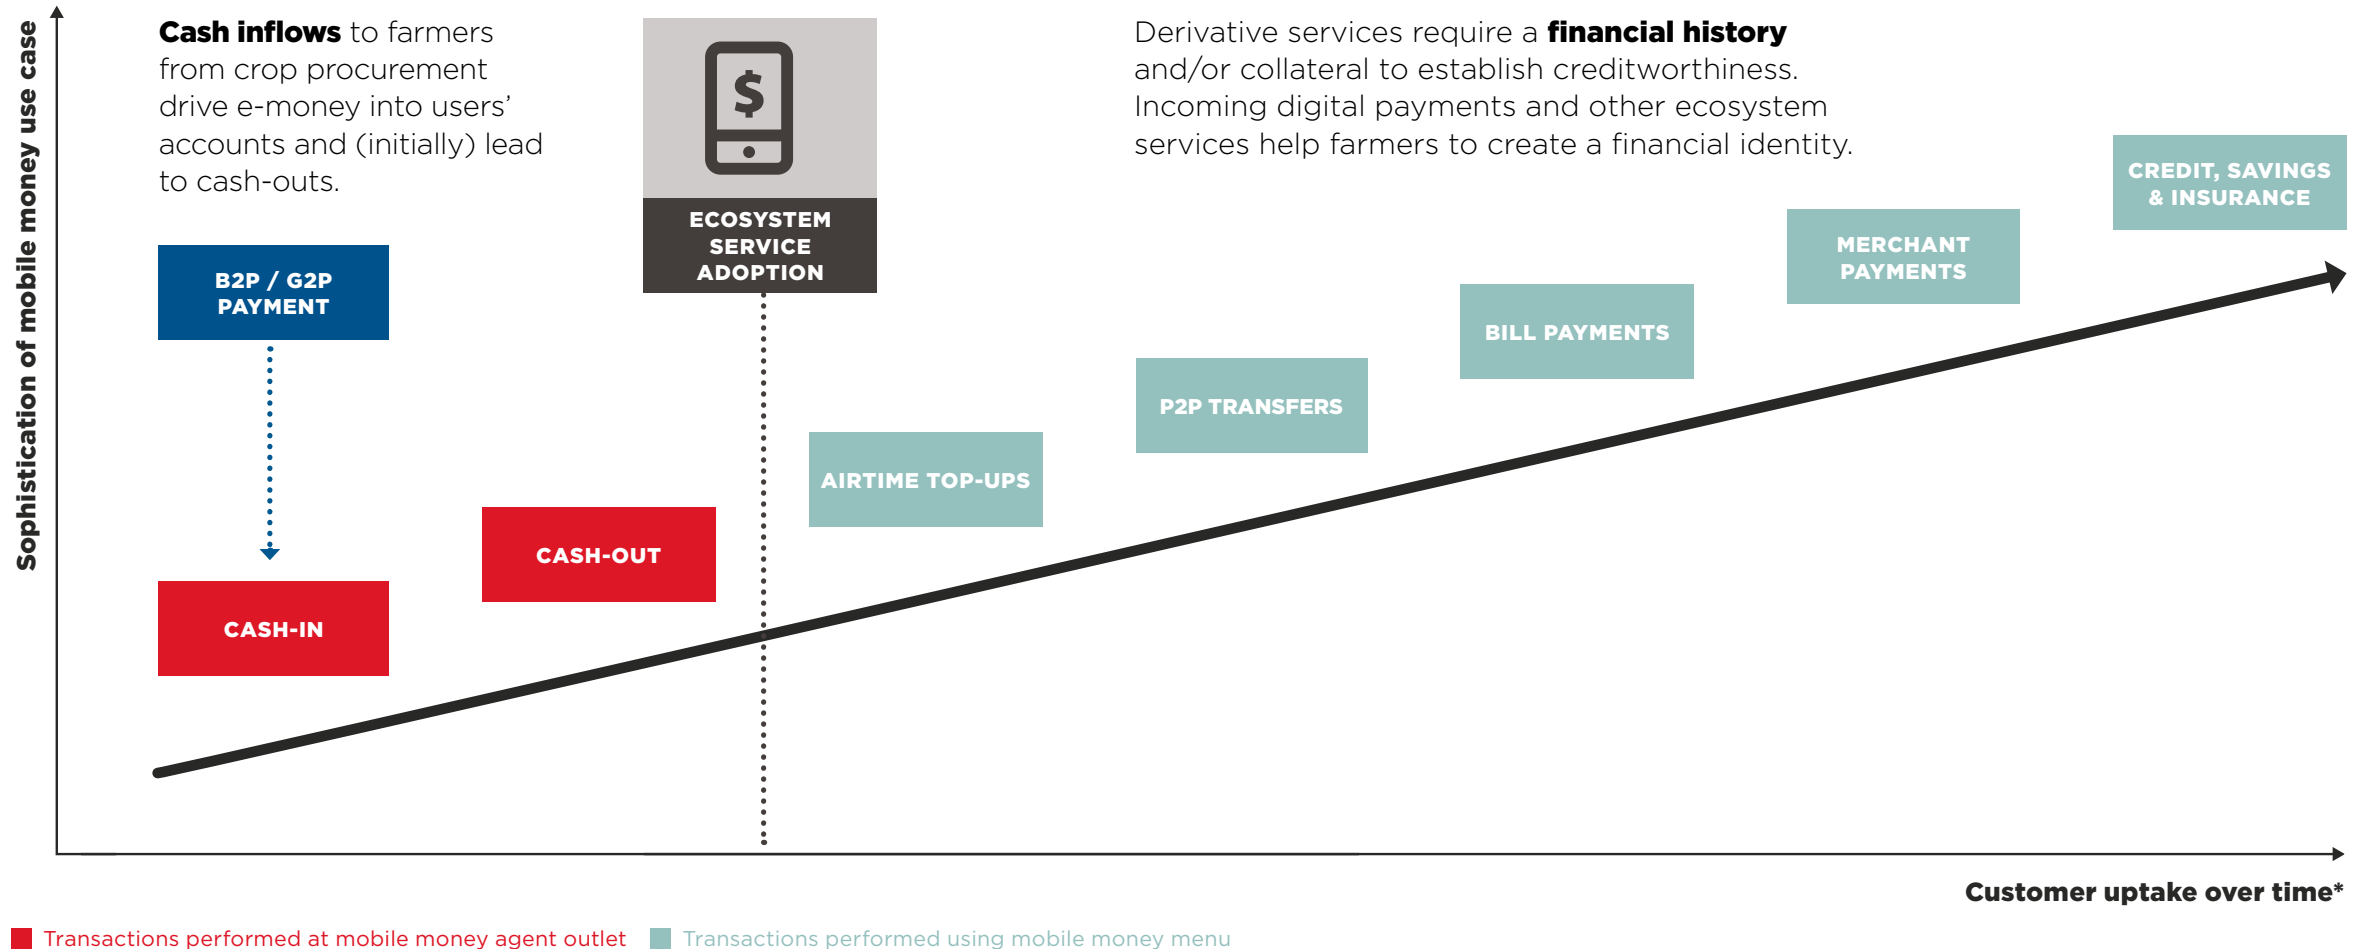 Sophistication of mobile money use case
Cash inflows to farmers
from crop procurement
drive e-money into users’
accounts and (initially) lead
to cash-outs.
$
ECOSYSTEM
SERVICE
ADOPTION
Derivative services require a financial history
and/or collateral to establish creditworthiness.
Incoming digital payments and other ecosystem
services help farmers to create a financial identity.
B2P / G2P
PAYMENT
CASH-IN
CASH-OUT
AIRTIME TOP-UPS
P2P TRANSFERS
BILL PAYMENTS
MERCHANT
PAYMENTS
CREDIT, SAVINGS
& INSURANCE
Customer uptake over time*
Transactions performed at mobile money agent outlet
Transactions performed using mobile money menu